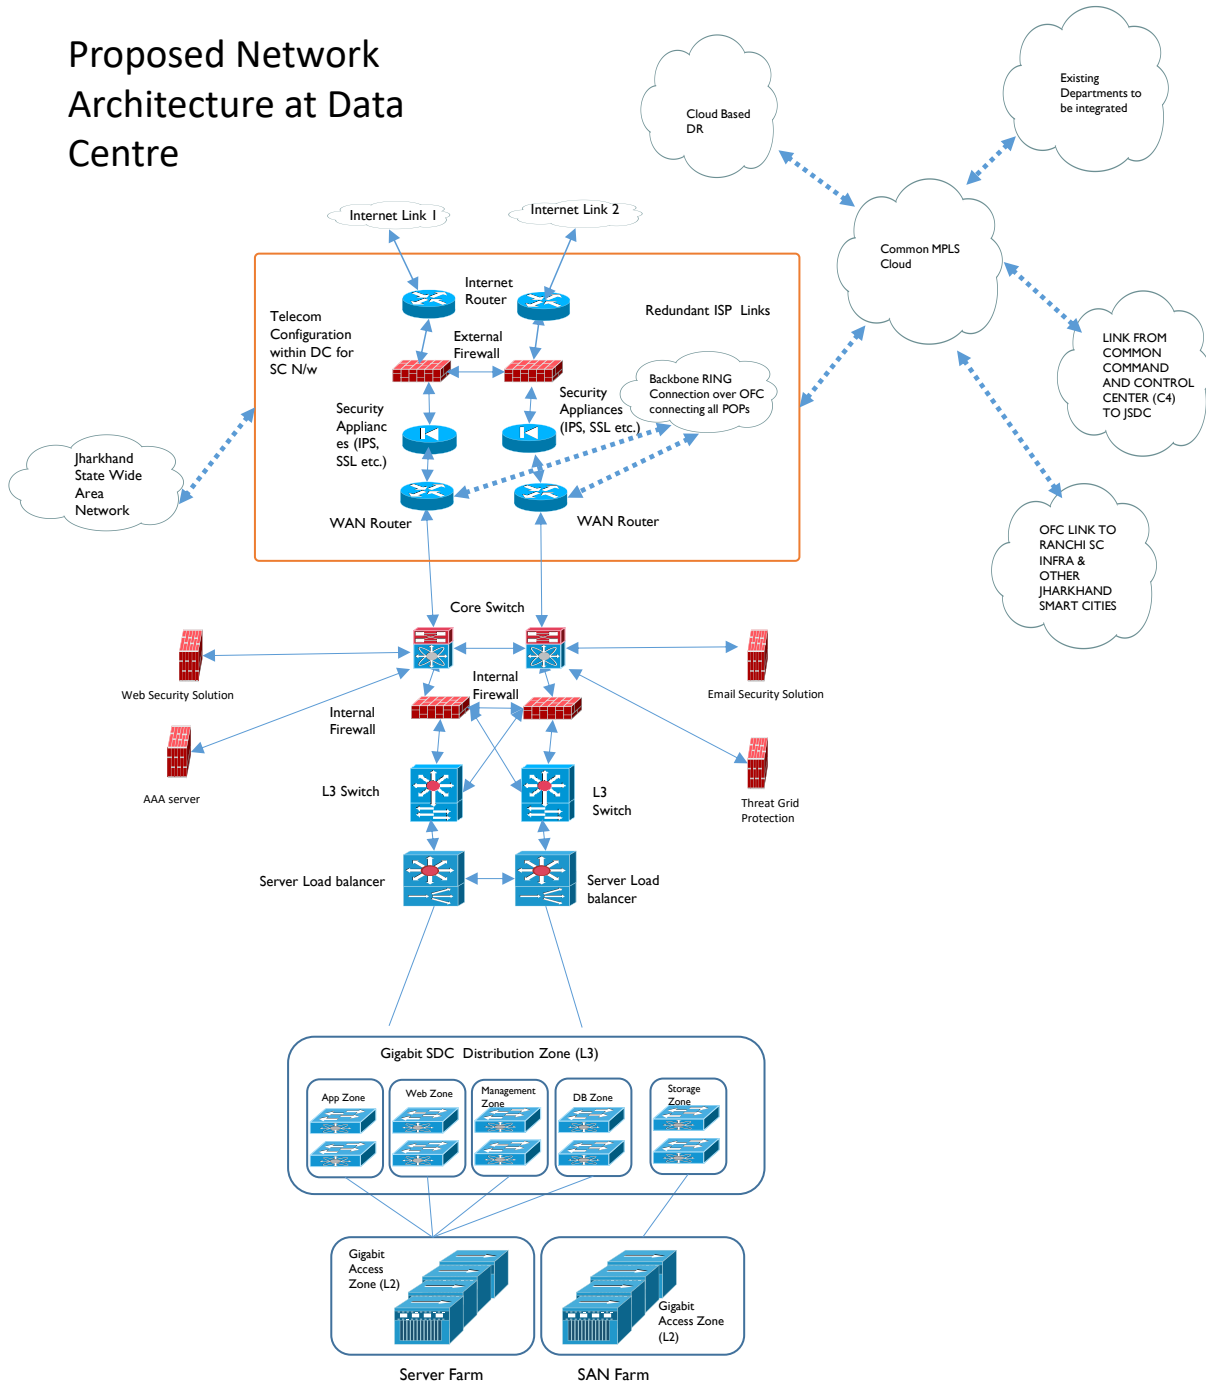 Proposed Network
Architecture at Data
Centre
Cloud Based
DR
Existing
Departments to
be integrated
Internet Link 1
Internet Link 2
Common MPLS
Cloud
Internet
Router
Telecom
Configuration
within DC for
SC N/w
Redundant ISP Links
External
Firewall
LINK FROM
COMMON
COMMAND
AND CONTROL
CENTER (C4)
TO JSDC
Backbone RING
Connection over OFC
connecting all POPs
Security
Applianc
es (IPS,
SSL etc.)
Security
Appliances
(IPS, SSL etc.)
Jharkhand
State Wide
Area
Network
WAN Router
WAN Router
OFC LINK TO
RANCHI SC
INFRA &
OTHER
JHARKHAND
SMART CITIES
Core Switch
Web Security Solution
Internal
Firewall
Email Security Solution
Internal
Firewall
AAA server
L3 Switch
L3
Switch
Threat Grid
Protection
Server Load balancer
Server Load
balancer
Gigabit SDC Distribution Zone (L3)
App Zone
Web Zone
Management
Zone
DB Zone
Storage
Zone
Gigabit
Access
Zone (L2)
Gigabit
Access Zone
(L2)
Server Farm
SAN Farm